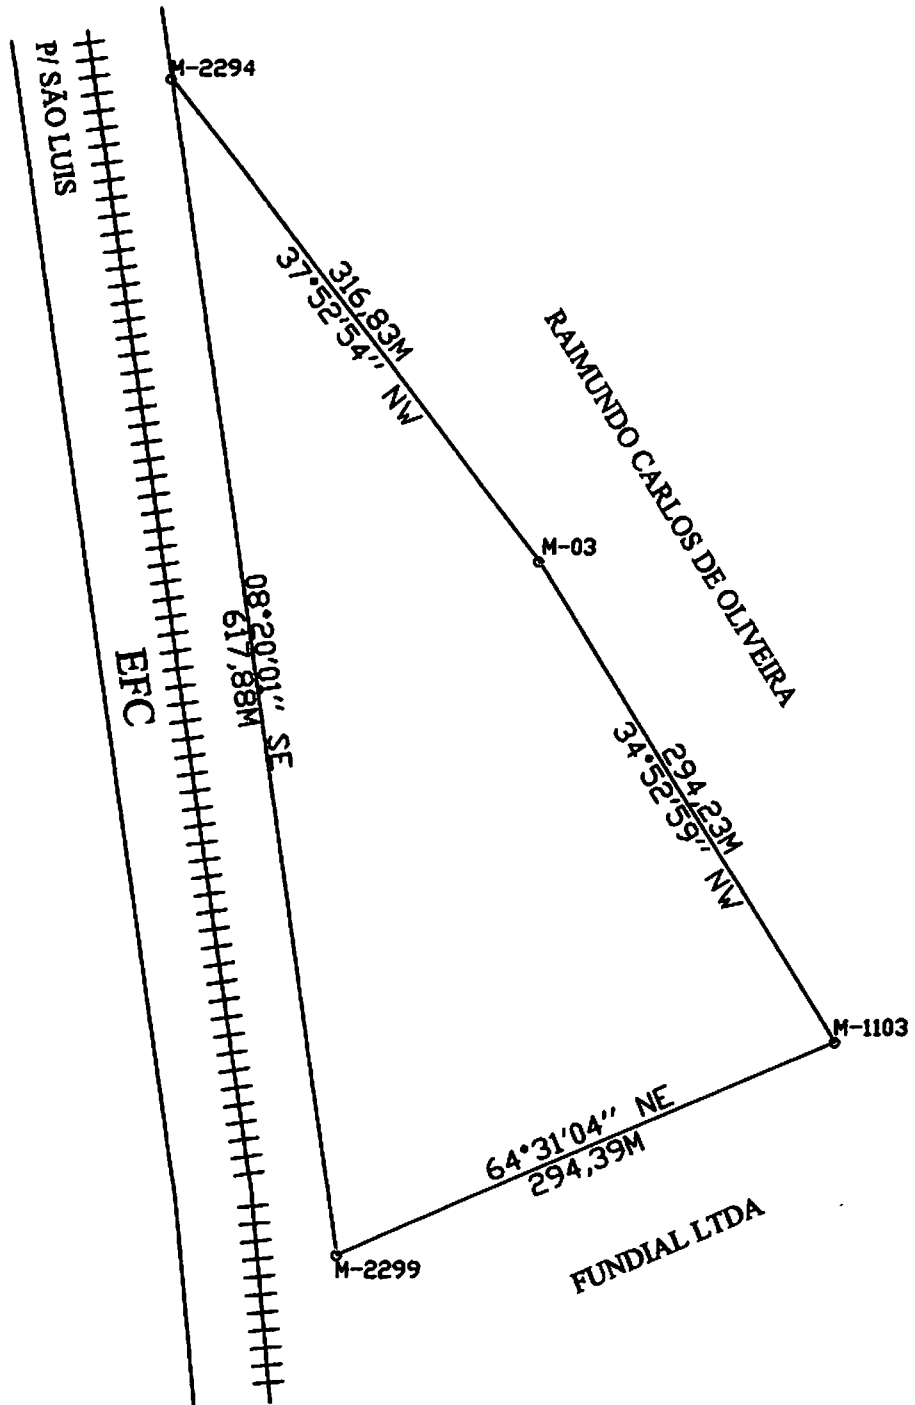 M-2294
P/ SÃO LUIS
316,83M
37°52'54'' NW
RAIMUNDO CARLOS DE OLIVEIRA
M-03
08°20'01'' SE
617,88M
EFC
294,23M
34°52'59'' NW
M-1103
64°31'04'' NE
294,39M
FUNDIAL LTDA
M-2299